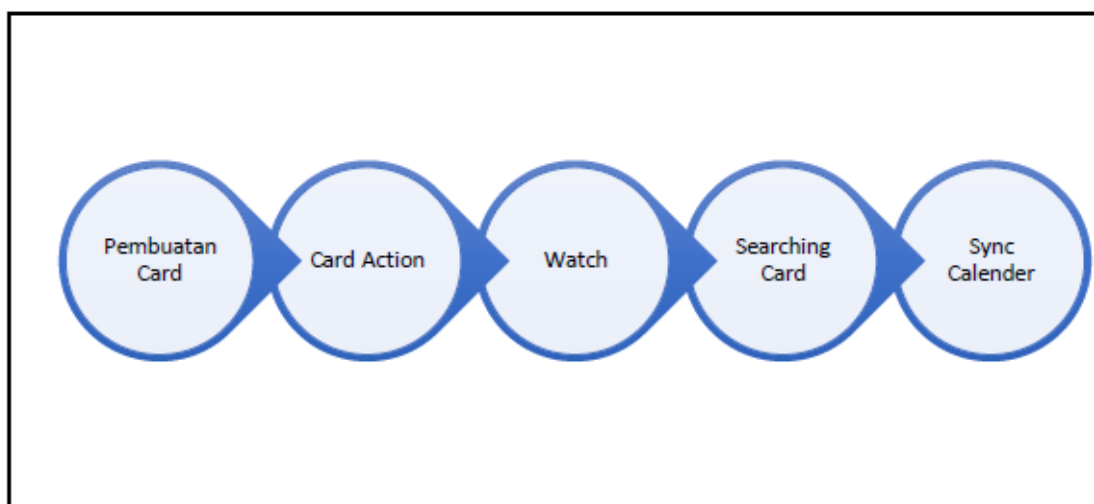 Pembuatan
Card
Card Action
Watch
Searching
Card
Sync
Calender